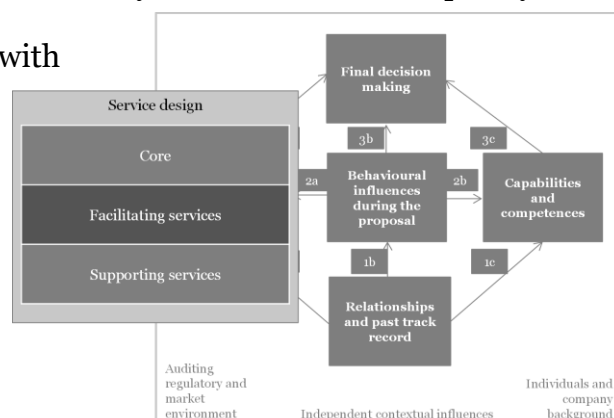 with
Service design
Core
Facilitating services
Supporting services
Final decision
making
3b
3c
2a
Behavioural
influences
during the
proposal
2b
Capabilities
and
competences
1b
1c
Relationships
and past track
record
Auditing
regulatory and
market
environment
Independent contextual influences
Individuals and
company
background